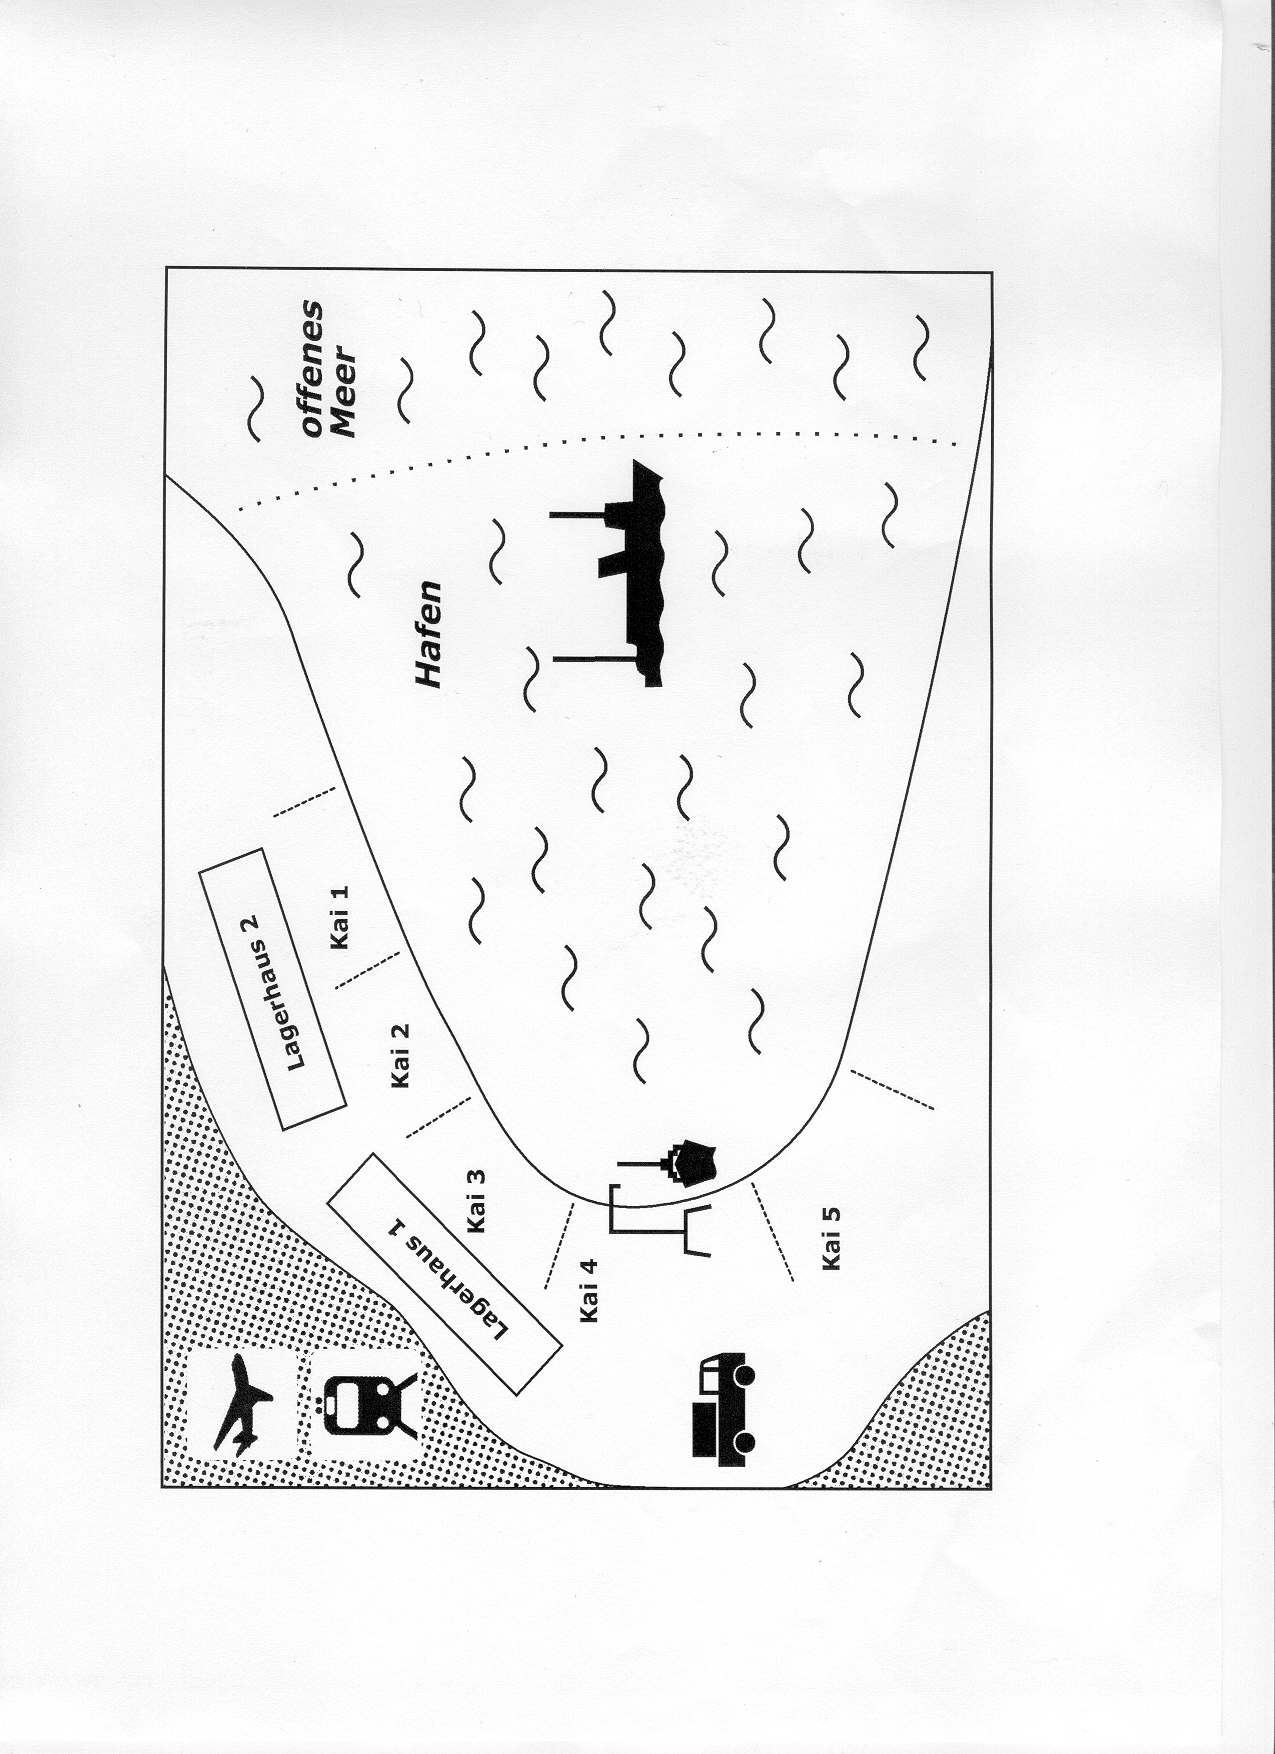 offenes
Meer
Hafen
Lagerhaus 2
Kai 1
Kai 2
Lagerhaus 1
Kai 3
Kai 4
Kai 5